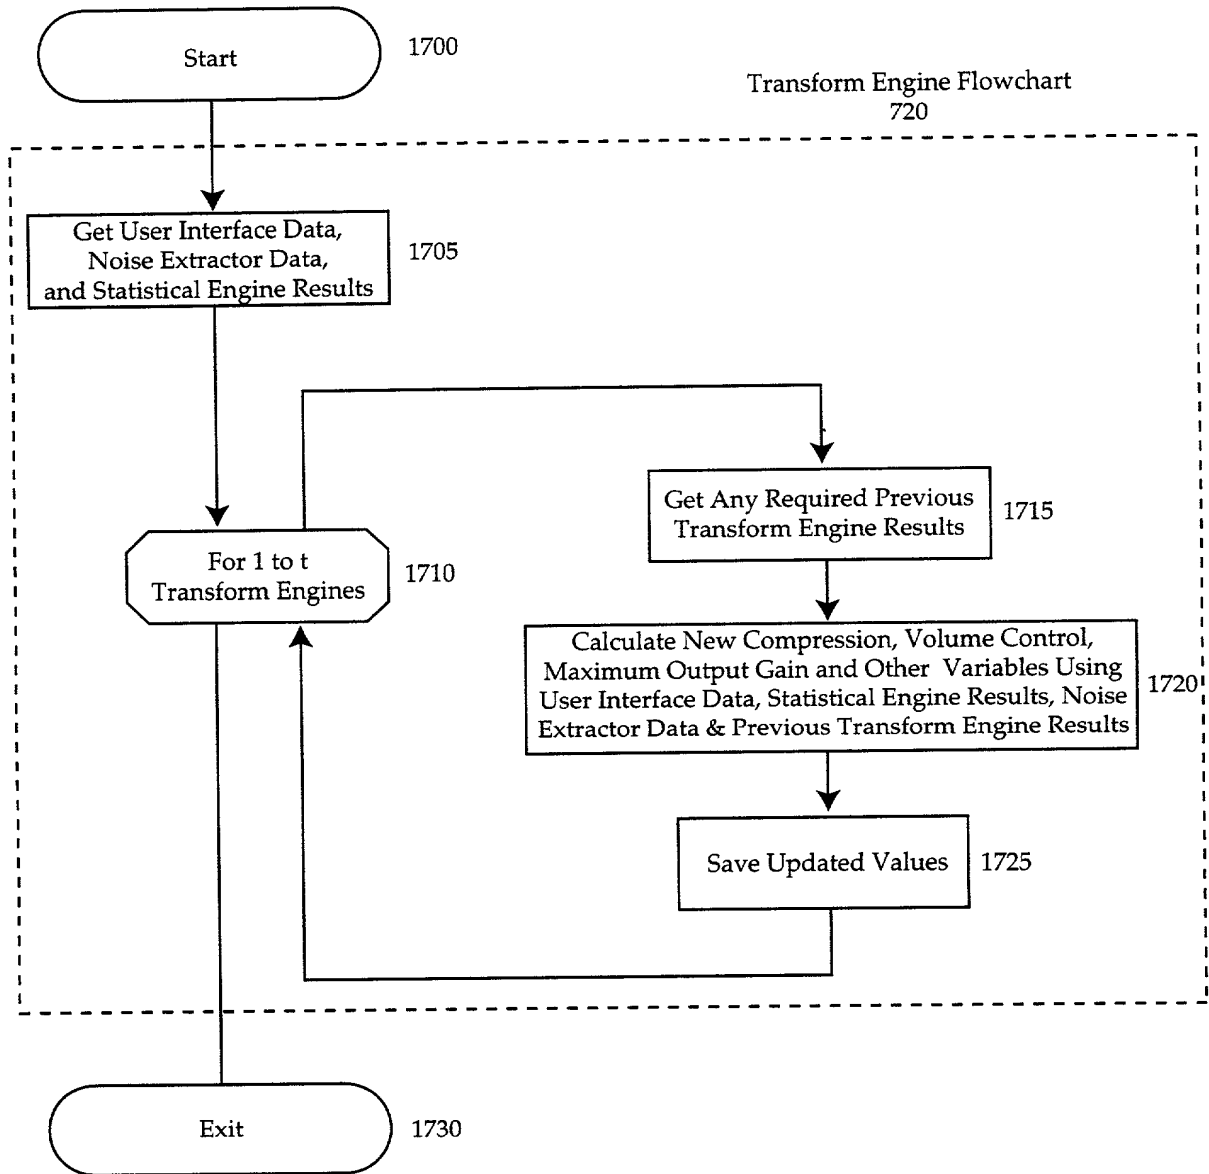 Start
1700
Transform Engine Flowchart
720
Get User Interface Data,
Noise Extractor Data,
and Statistical Engine Results
1705
For 1 to t
Transform Engines
1710
Get Any Required Previous
Transform Engine Results
1715
Calculate New Compression, Volume Control,
Maximum Output Gain and Other Variables Using
User Interface Data, Statistical Engine Results, Noise
Extractor Data & Previous Transform Engine Results
1720
Save Updated Values
1725
Exit
1730